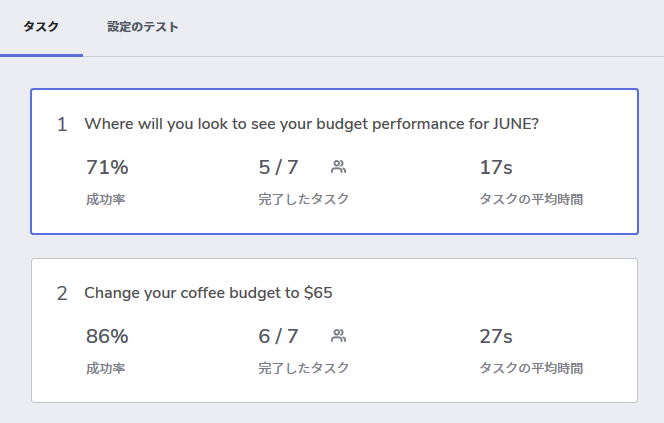 タスク 設定のテスト
1 Where will you look to see your budget performance for JUNE?
71% 5 / 7 17s
成功率 完了したタスク タスクの平均時間
2 Change your coffee budget to $65
86% 6 / 7 27s
成功率 完了したタスク タスクの平均時間